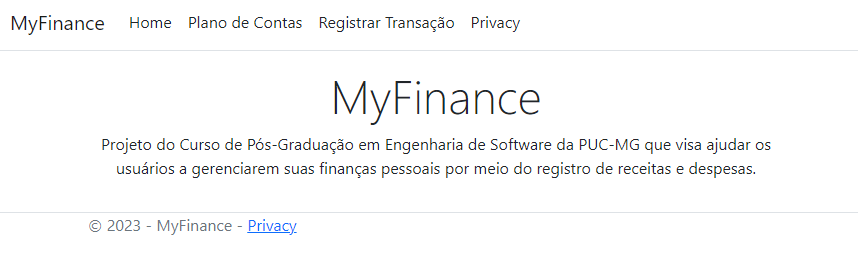 MyFinance Home Plano de Contas Registrar Transação Privacy
MyFinance
Projeto do Curso de Pós-Graduação em Engenharia de Software da PUC-MG que visa ajudar os
usuários a gerenciarem suas finanças pessoais por meio do registro de receitas e despesas.
© 2023 - MyFinance - Privacy